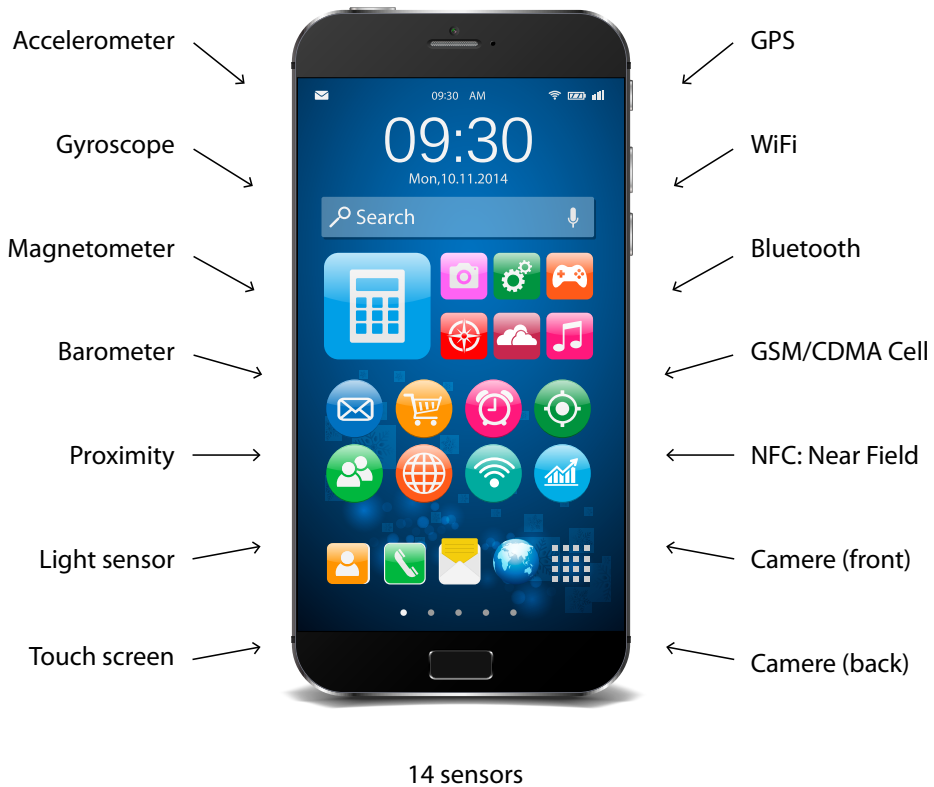 Accelerometer
GPS
09:30 AM
09:30
Mon,10.11.2014
Gyroscope
WiFi
Search
Magnetometer
Bluetooth
Barometer
GSM/CDMA Cell
Proximity
NFC: Near Field
Light sensor
Camere (front)
Touch screen
Camere (back)
14 sensors